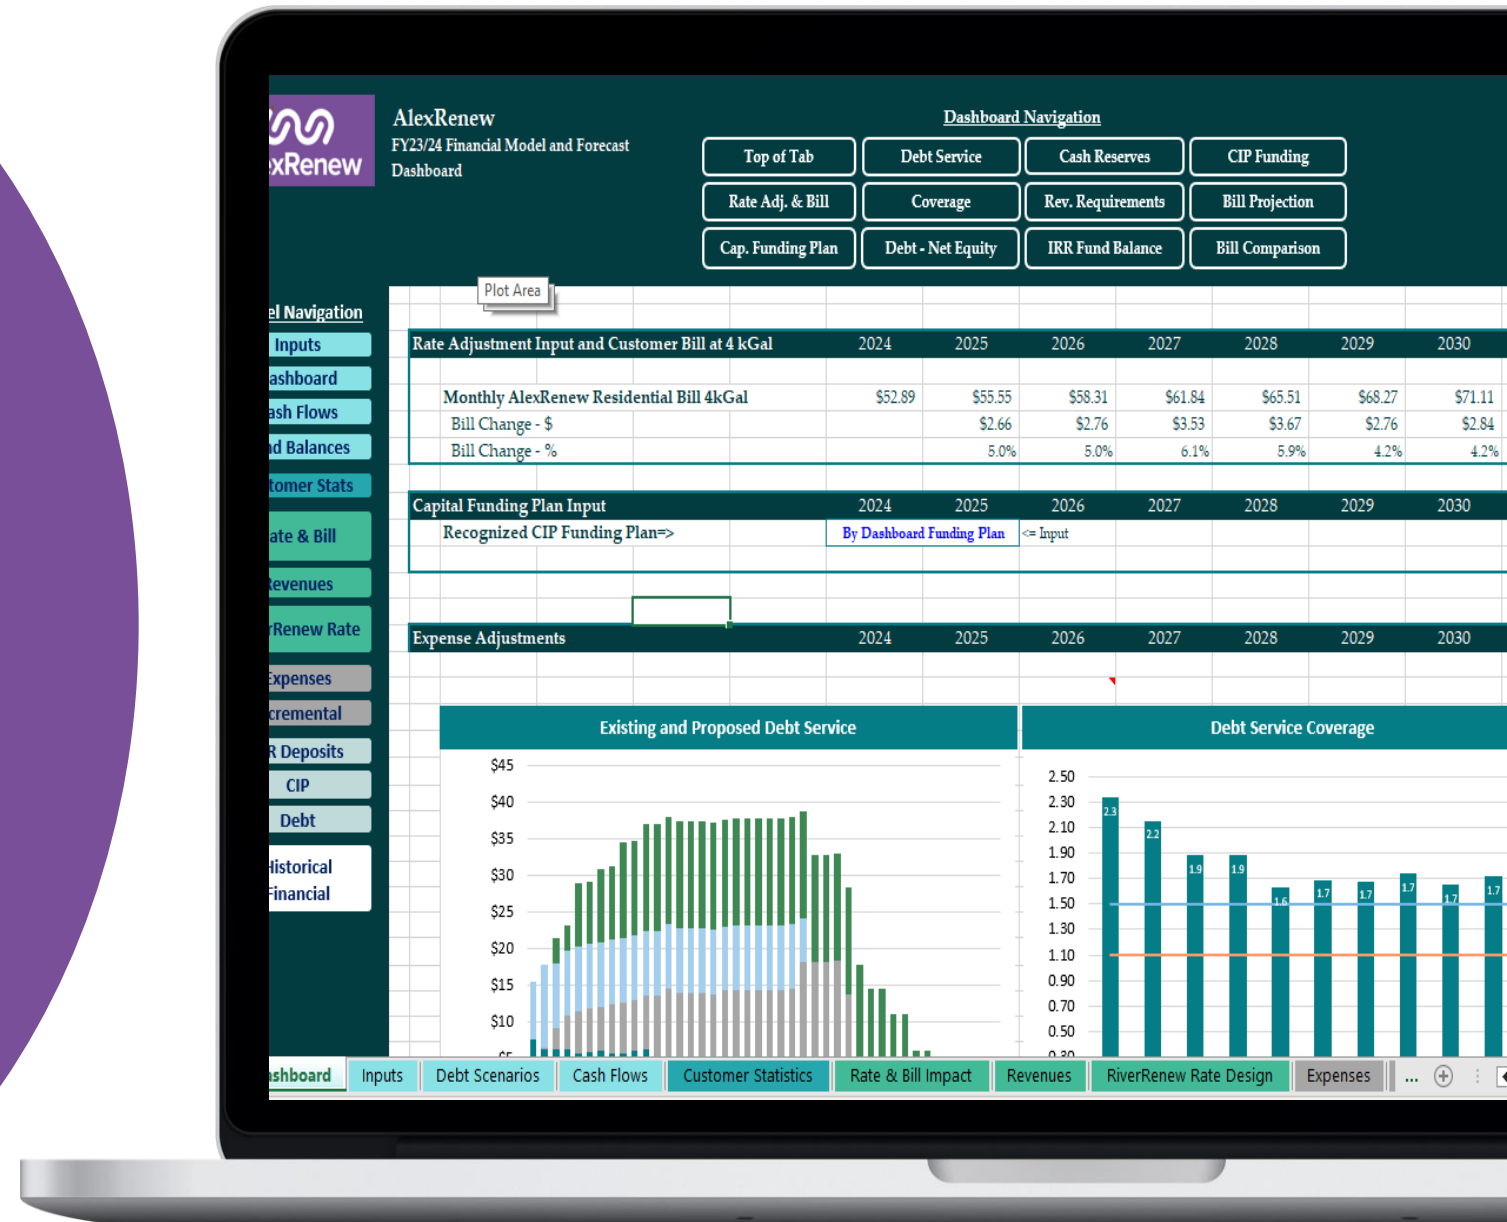 xRenew
AlexRenew
FY23/24 Financial Model and Forecast
Dashboard
Dashboard Navigation
Top of Tab Debt Service Cash Reserves CIP Funding
Rate Adj. & Bill Coverage Rev. Requirements Bill Projection
Cap. Funding Plan Debt - Net Equity IRR Fund Balance Bill Comparison
Plot Area
el Navigation
Inputs
ashboard
ash Flows
nd Balances
tomer Stats
ate & Bill
Revenues
rRenew Rate
Expenses
cremental
R Deposits
CIP
Debt
Historical
Financial
Rate Adjustment Input and Customer Bill at 4 kGal 2024 2025 2026 2027 2028 2029 2030
Monthly AlexRenew Residential Bill 4kGal $52.89 $55.55 $58.31 $61.84 $65.51 $68.27 $71.11
Bill Change - $ $2.66 $2.76 $3.53 $3.67 $2.76 $2.84
Bill Change - % 5.0% 5.0% 6.1% 5.9% 4.2% 4.2%
Capital Funding Plan Input 2024 2025 2026 2027 2028 2029 2030
Recognized CIP Funding Plan=> By Dashboard Funding Plan <= Input
Expense Adjustments 2024 2025 2026 2027 2028 2029 2030
Existing and Proposed Debt Service
$45
$40
$35
$30
$25
$20
$15
$10
$5
Debt Service Coverage
2.50
2.30
2.10
1.90
1.70
1.50
1.30
1.10
0.90
0.70
0.50
0.30
2.3 2.2 1.9 1.9 1.6 1.7 1.7 1.7 1.7 1.7
ashboard Inputs Debt Scenarios Cash Flows Customer Statistics Rate & Bill Impact Revenues RiverRenew Rate Design Expenses ...